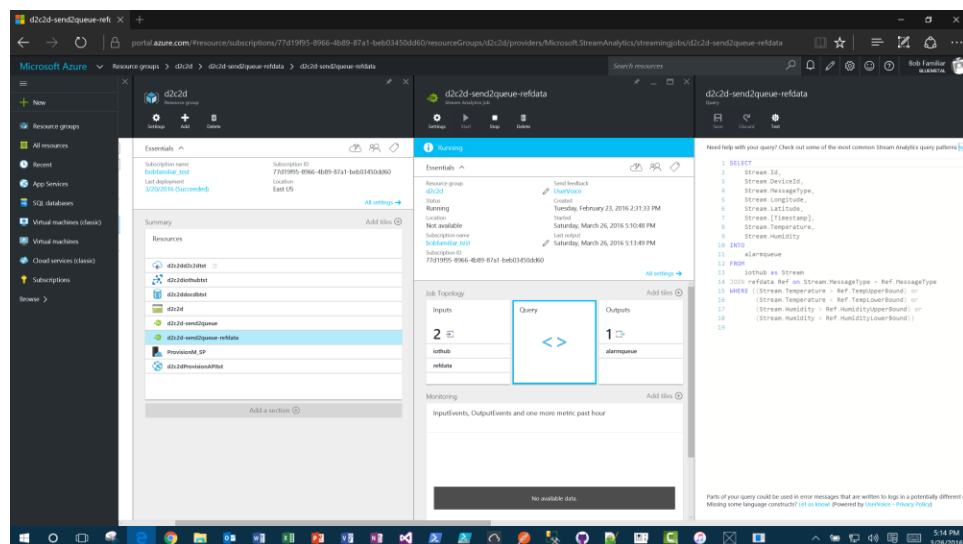 d2c2d-send2queue-refc
portal.azure.com/#resource/subscriptions/77d19f95-8966-4b89-87a1-beb03450dd60/resourceGroups/d2c2d/providers/Microsoft.StreamAnalytics/streamingjobs/d2c2d-send2queue-refdata
Microsoft Azure
Resource groups > d2c2d > d2c2d-send2queue-refdata > d2c2d-send2queue-refdata
Search resources
Bob Familiar
BLUEMETAL
New
Resource groups
All resources
Recent
App Services
SQL databases
Virtual machines (classic)
Virtual machines
Cloud services (classic)
Subscriptions
Browse >
d2c2d
Resource group
Settings Add Delete
Essentials
Subscription name
bobfamiliar_test
Subscription ID
77d19f95-8966-4b89-87a1-beb03450dd60
Last deployment
3/20/2016 (Succeeded)
Location
East US
All settings
Summary
Add tiles
Resources
d2c2dd2c2dtst
d2c2diothubtst
d2c2ddocdbtst
d2c2d
d2c2d-send2queue
d2c2d-send2queue-refdata
ProvisionM_SP
d2c2dProvisionAPItst
Add a section
d2c2d-send2queue-refdata
Stream Analytics job
Settings Start Stop Delete
Running
Essentials
Resource group
d2c2d
Send feedback
UserVoice
Status
Running
Created
Tuesday, February 23, 2016 2:31:33 PM
Location
Not available
Started
Saturday, March 26, 2016 5:10:48 PM
Subscription name
bobfamiliar_test
Last output
Saturday, March 26, 2016 5:13:49 PM
Subscription ID
77d19f95-8966-4b89-87a1-beb03450dd60
All settings
Job Topology
Add tiles
Inputs
2
iothub
refdata
Query
< >
Outputs
1
alarmqueue
Monitoring
Add tiles
InputEvents, OutputEvents and one more metric past hour
No available data.
d2c2d-send2queue-refdata
Query
Save Discard Test
Need help with your query? Check out some of the most common Stream Analytics query patterns
1 SELECT
2 Stream.Id,
3 Stream.DeviceId,
4 Stream.MessageType,
5 Stream.Longitude,
6 Stream.Latitude,
7 Stream.[Timestamp],
8 Stream.Temperature,
9 Stream.Humidity
10 INTO
11 alarmqueue
12 FROM
13 iothub as Stream
14 JOIN refdata Ref on Stream.MessageType = Ref.MessageType
15 WHERE ((Stream.Temperature > Ref.TempUpperBound) or
16 (Stream.Temperature < Ref.TempLowerBound) or
17 (Stream.Humidity > Ref.HumidityUpperBound) or
18 (Stream.Humidity < Ref.HumidityLowerBound))
19
Parts of your query could be used in error messages that are written to logs in a potentially different
Missing some language constructs? Let us know! (Powered by UserVoice - Privacy Policy)
5:14 PM
3/26/2016